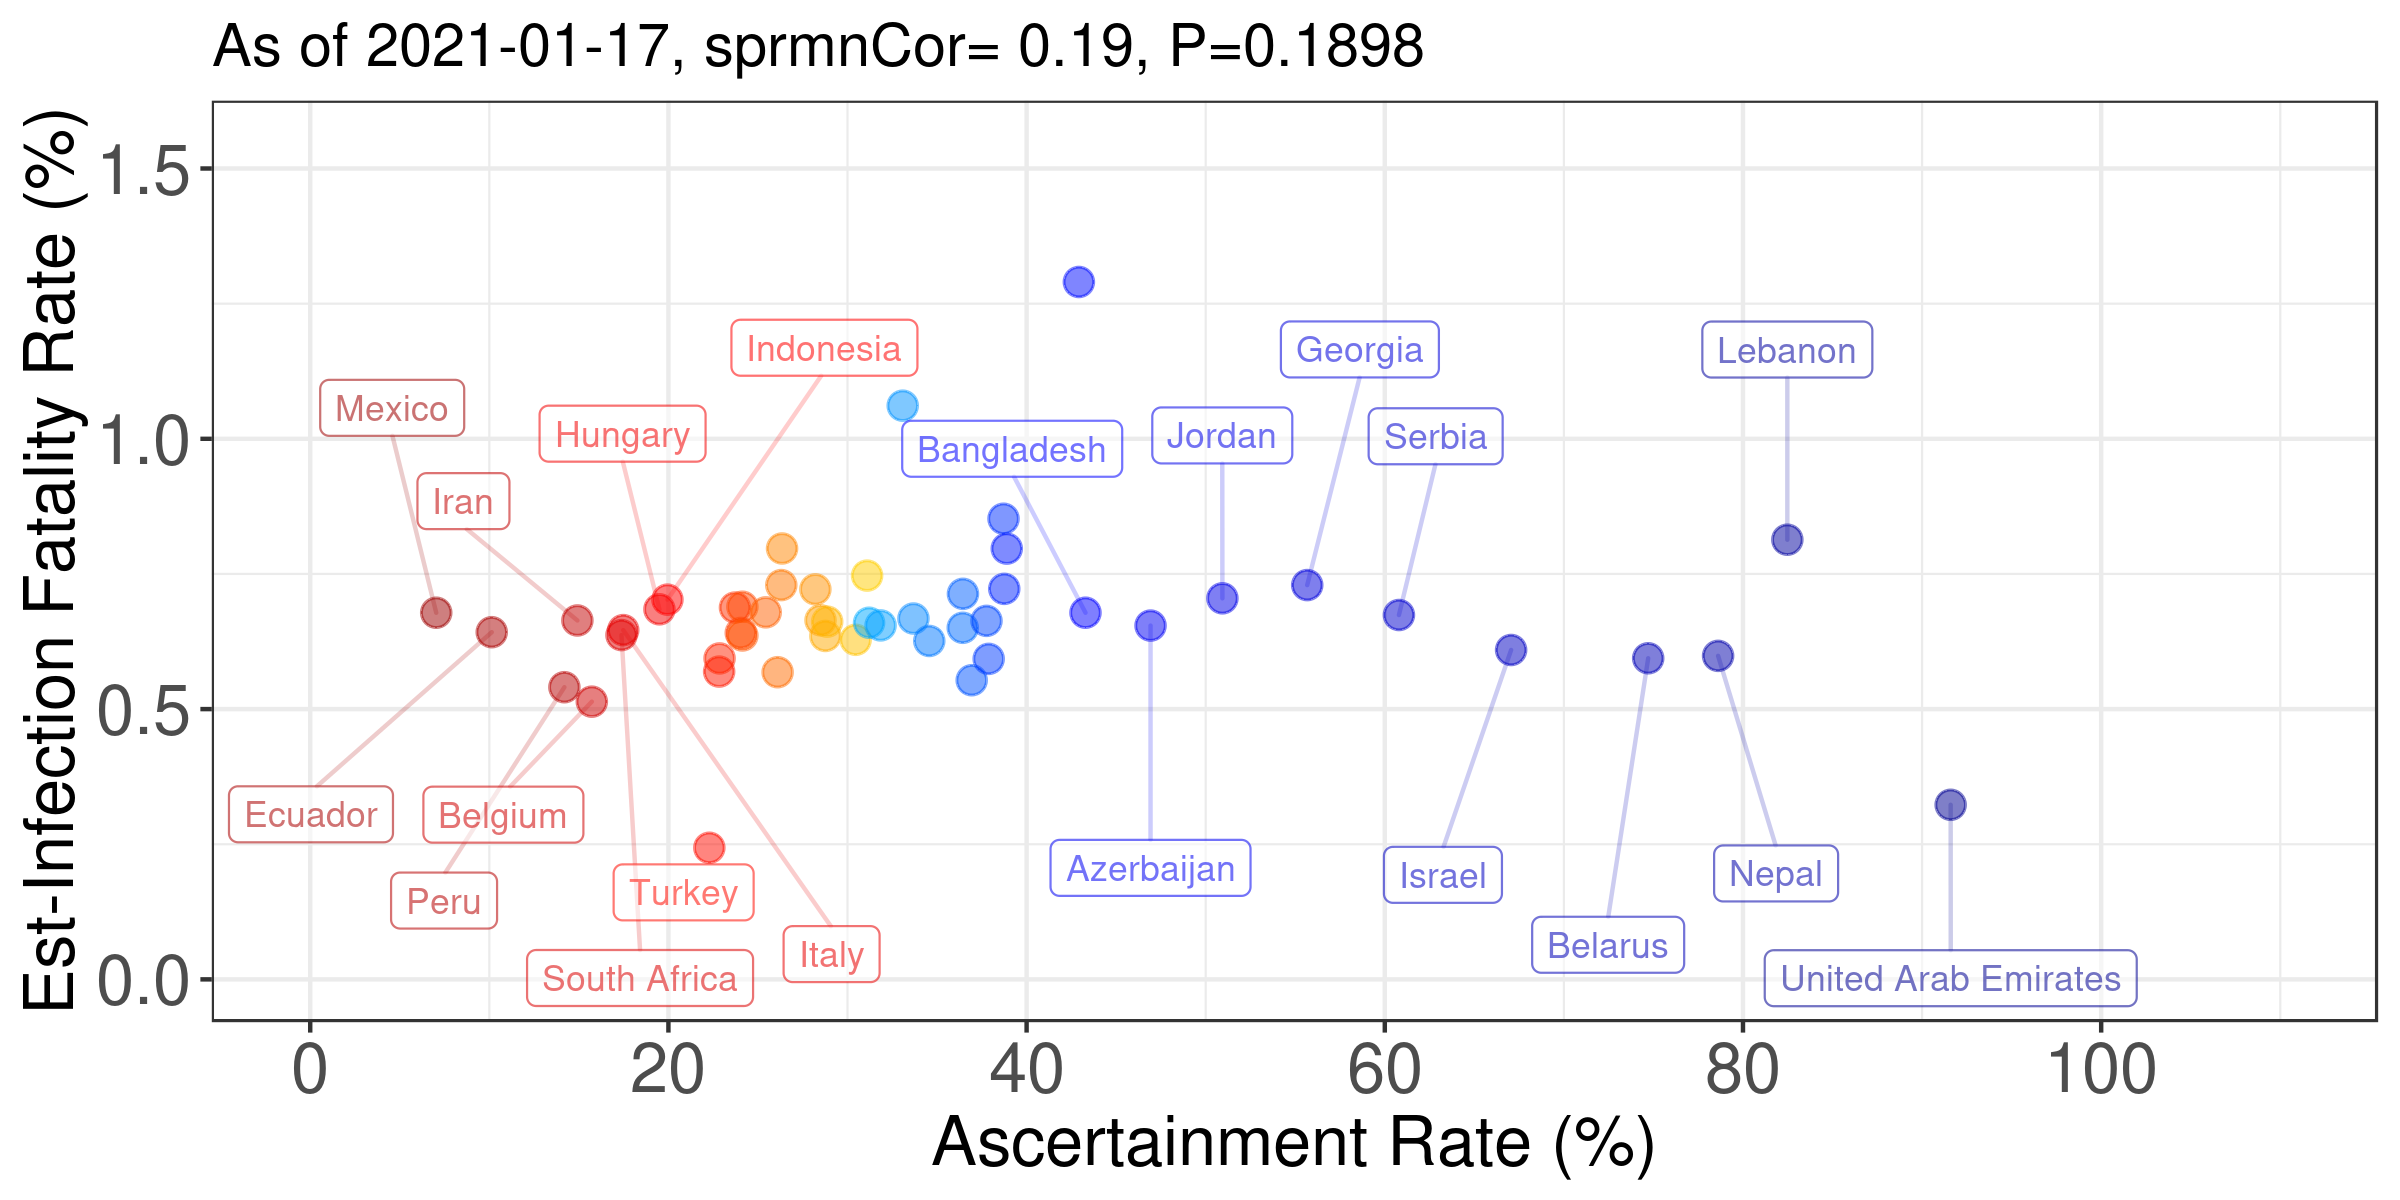 As of 2021-01-17, sprmnCor= 0.19, P=0.1898
Est-Infection Fatality Rate (%)
1.5
1.0
0.5
0.0
Indonesia
Georgia
Lebanon
Mexico
Hungary
Bangladesh
Jordan
Serbia
Iran
Ecuador
Belgium
Peru
Turkey
Azerbaijan
Israel
Nepal
Italy
Belarus
South Africa
United Arab Emirates
0
20
40
60
80
100
Ascertainment Rate (%)